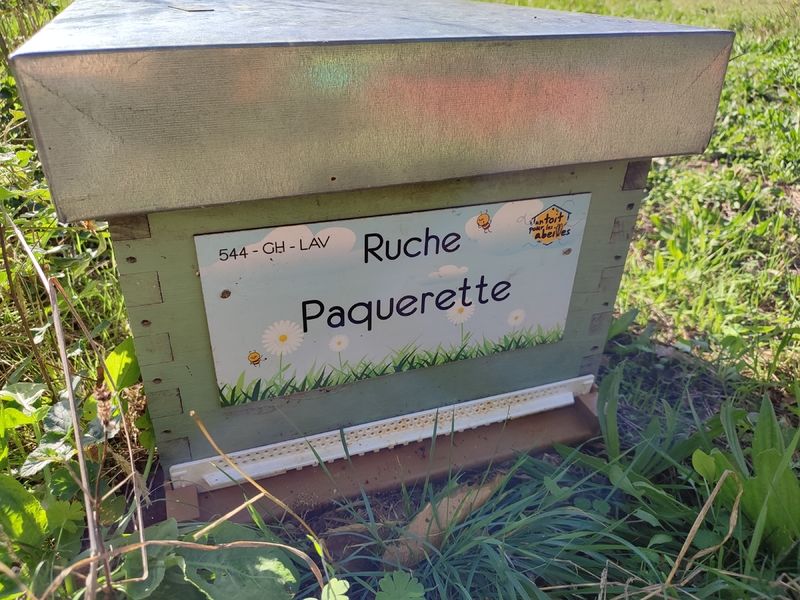 544 - GH - LAV
Ruche
Paquerette
un toit
pour les
abeilles